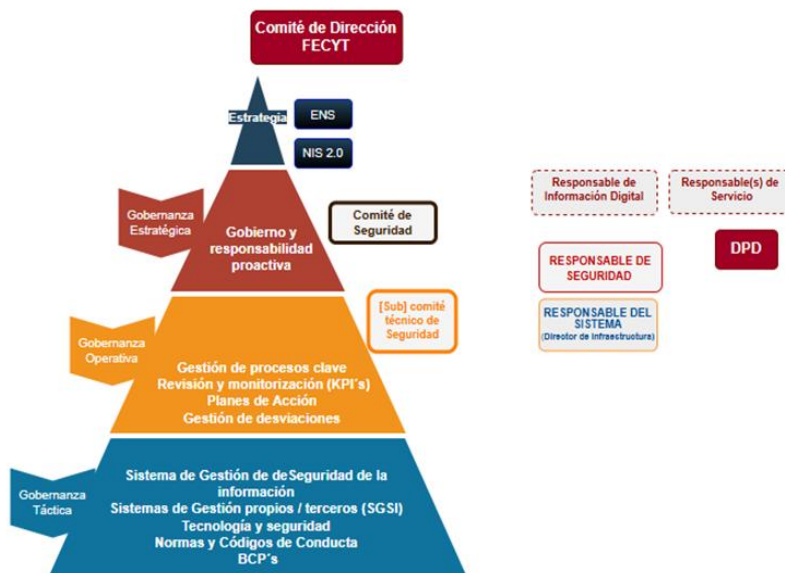 Comité de Dirección
FECYT
Estrategia
ENS
NIS 2.0
Gobernanza
Estratégica
Gobierno y
responsabilidad
proactiva
Comité de
Seguridad
Responsable de
Información Digital
Responsable(s) de
Servicio
RESPONSABLE DE
SEGURIDAD
DPD
[Sub] comité
técnico de
Seguridad
RESPONSABLE DEL
SISTEMA
(Director de Infraestructura)
Gobernanza
Operativa
Gestión de procesos clave
Revisión y monitorización (KPI´s)
Planes de Acción
Gestión de desviaciones
Gobernanza
Táctica
Sistema de Gestión de deSeguridad de la
información
Sistemas de Gestión propios / terceros (SGSI)
Tecnología y seguridad
Normas y Códigos de Conducta
BCP´s